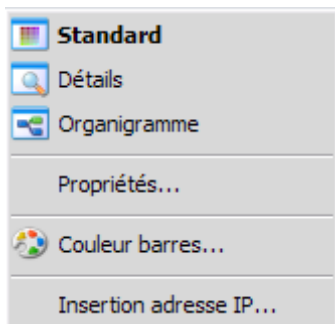 Standard
Détails
Organigramme
Propriétés...
Couleur barres...
Insertion adresse IP...